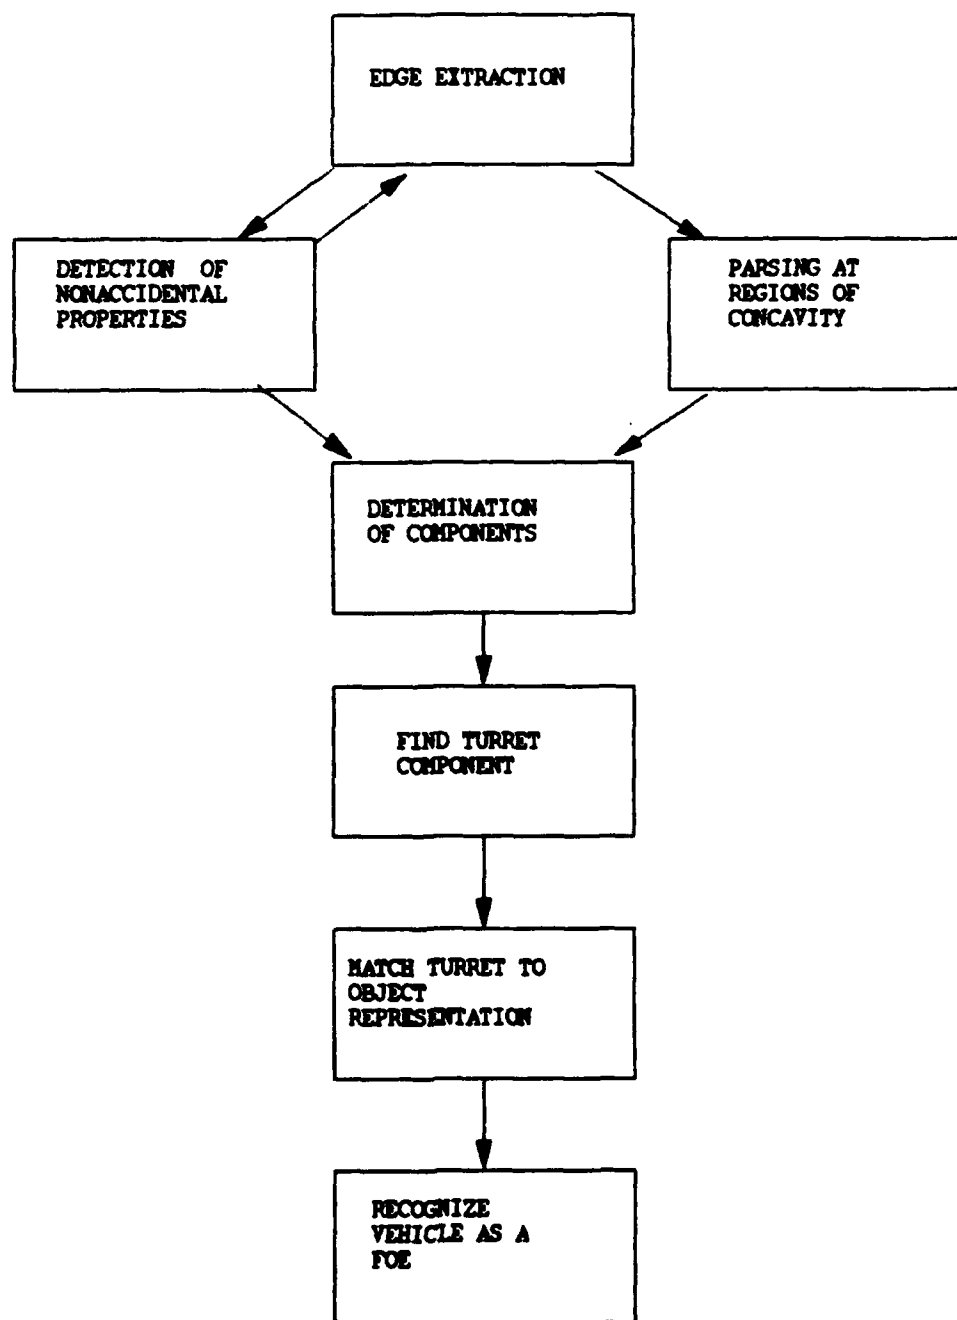 EDGE EXTRACTION
DETECTION OF
NONACCIDENTAL
PROPERTIES
PARSING AT
REGIONS OF
CONCAVITY
DETERMINATION
OF COMPONENTS
FIND TURRET
COMPONENT
MATCH TURRET TO
OBJECT
REPRESENTATION
RECOGNIZE
VEHICLE AS A
FOE